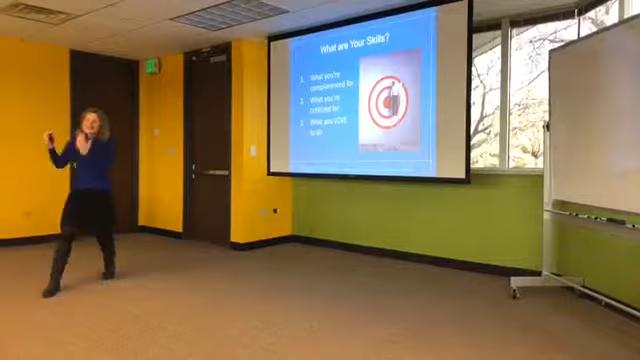 What are Your Skills?
1. What you're
complemented for
2. What you're
criticized for
3. What you LOVE
to do